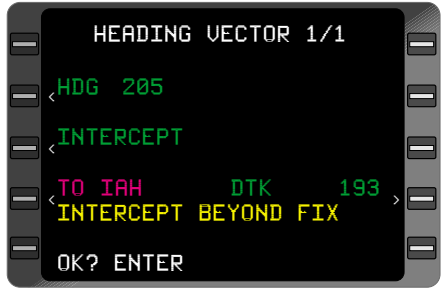 HEADING VECTOR 1/1
<HDG 205
<INTERCEPT
<TO IAH DTK 193>
INTERCEPT BEYOND FIX
OK? ENTER